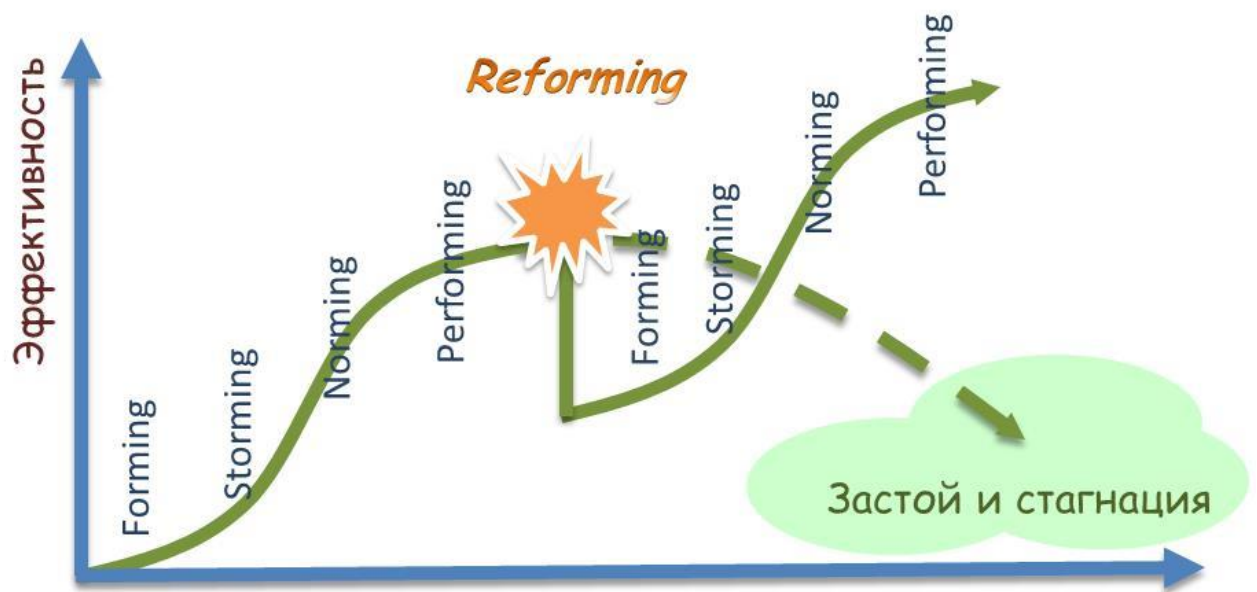 Эффективность
Reforming
Forming
Storming
Norming
Performing
Forming
Storming
Norming
Performing
Застой и стагнация